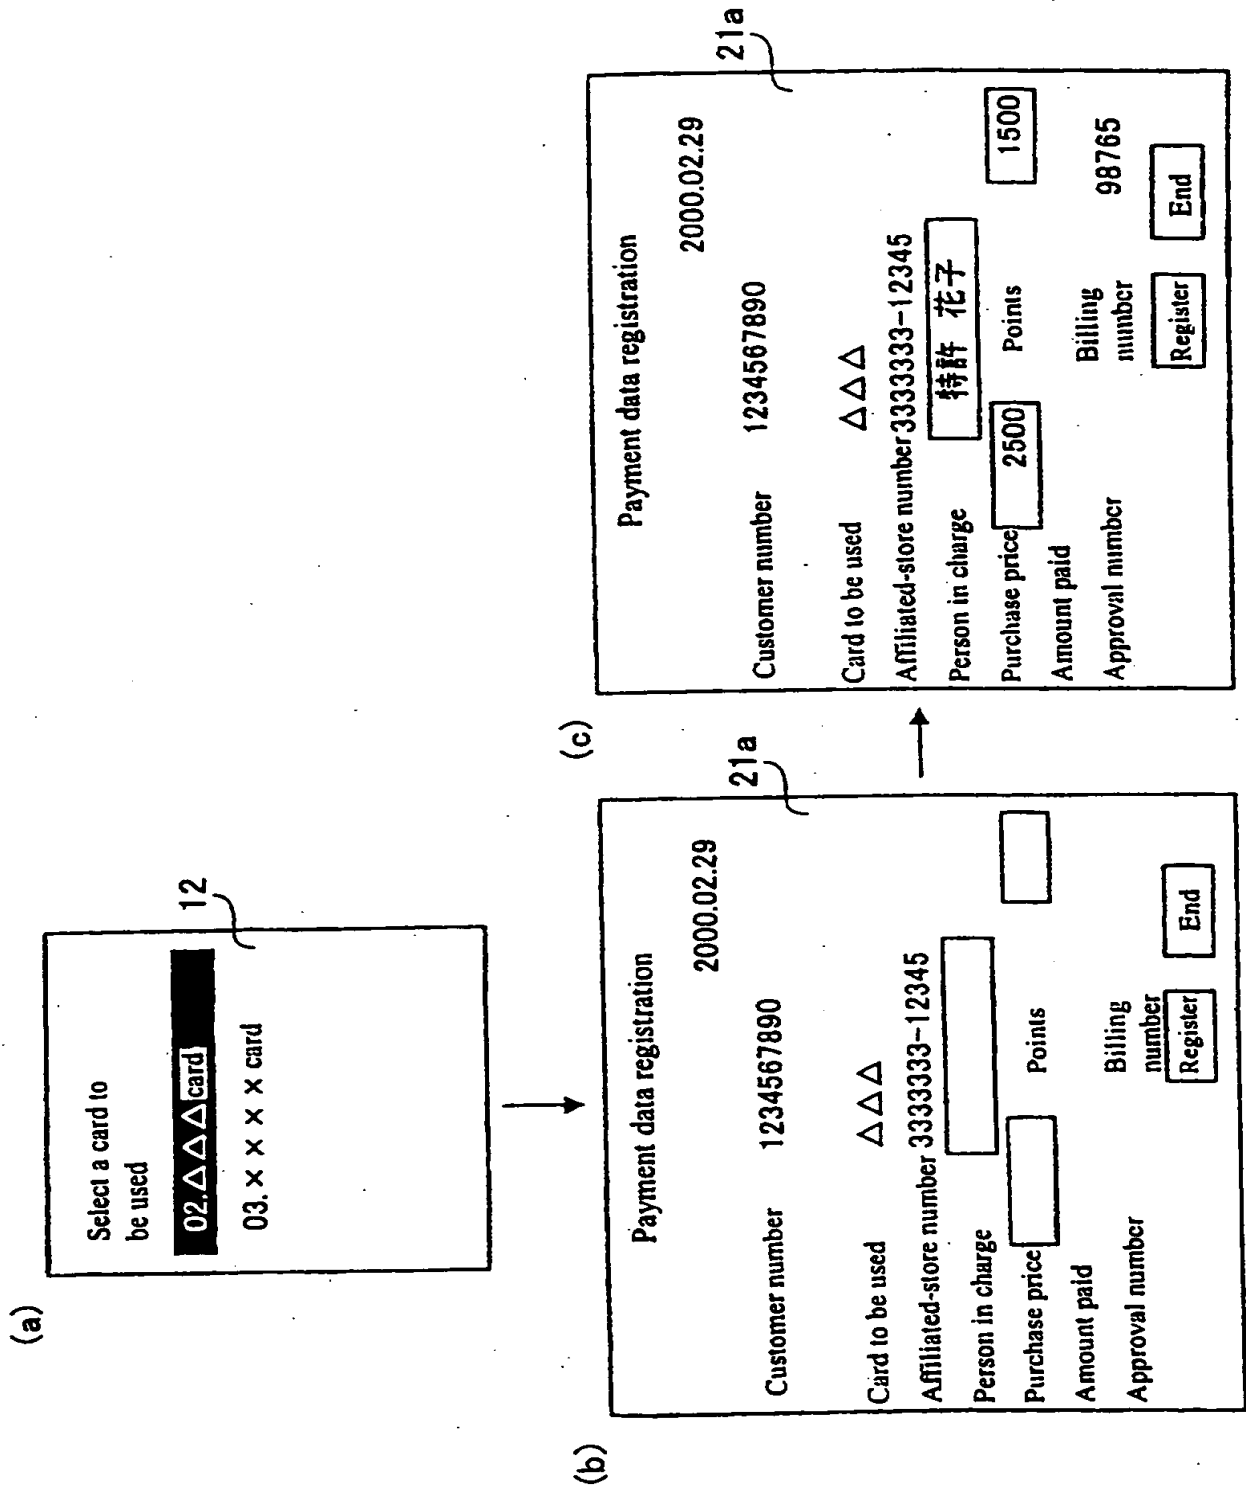 (a)
Select a card to
be used
02.△△△card
03.××××card
12
(b)
21a
Payment data registration
2000.02.29
Customer number 1234567890
Card to be used △△△
Affiliated-store number 3333333-12345
Person in charge
Purchase price Points
Amount paid
Approval number Billing
number
Register End
(c)
21a
Payment data registration
2000.02.29
Customer number 1234567890
Card to be used △△△
Affiliated-store number 3333333-12345
Person in charge 特許 花子
Purchase price 2500 Points 1500
Amount paid
Approval number Billing
number 98765
Register End